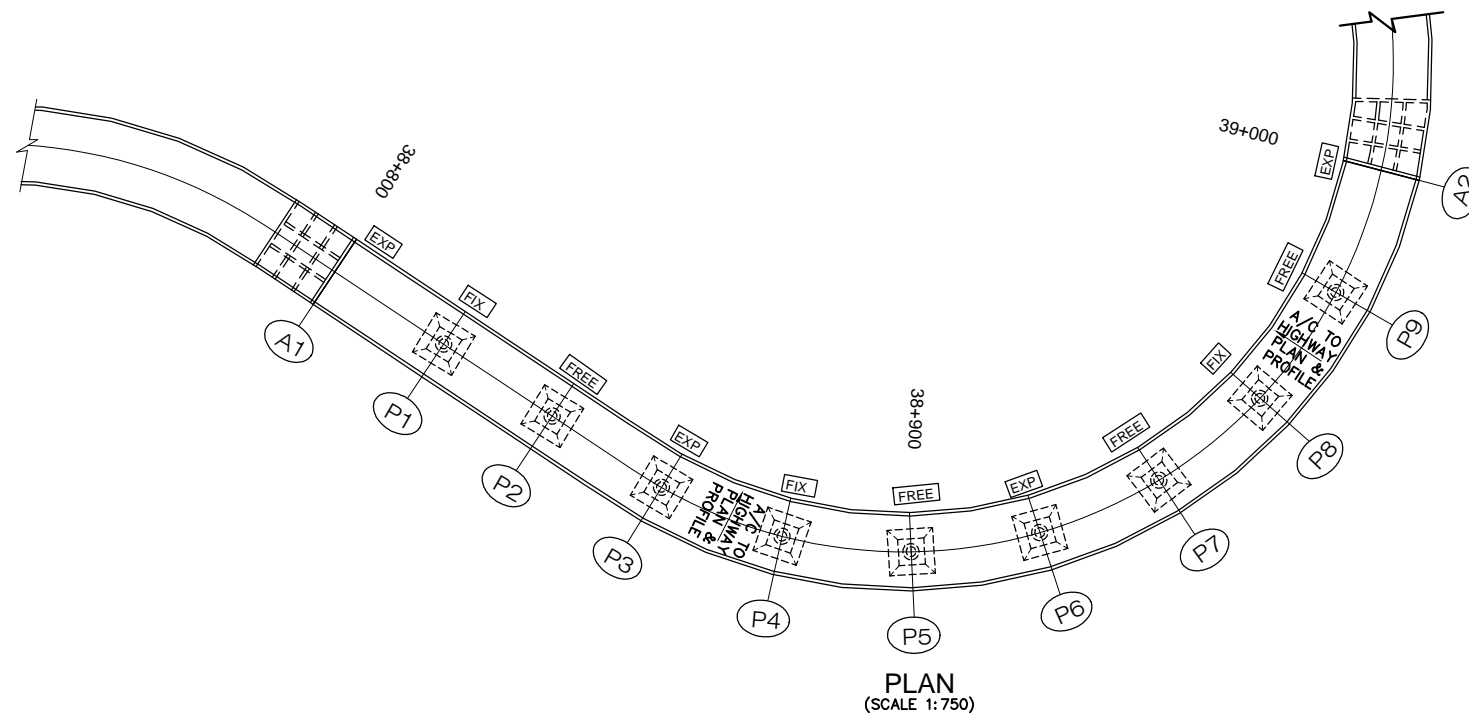 38+800
39+000
38+900
EXP
FIX
FREE
EXP
FIX
FREE
EXP
FREE
FIX
FREE
EXP
A1
P1
P2
P3
P4
P5
P6
P7
P8
P9
A2
A/C TO
HIGHWAY
PLAN &
PROFILE
A/C TO
HIGHWAY
PLAN &
PROFILE
PLAN
(SCALE 1:750)